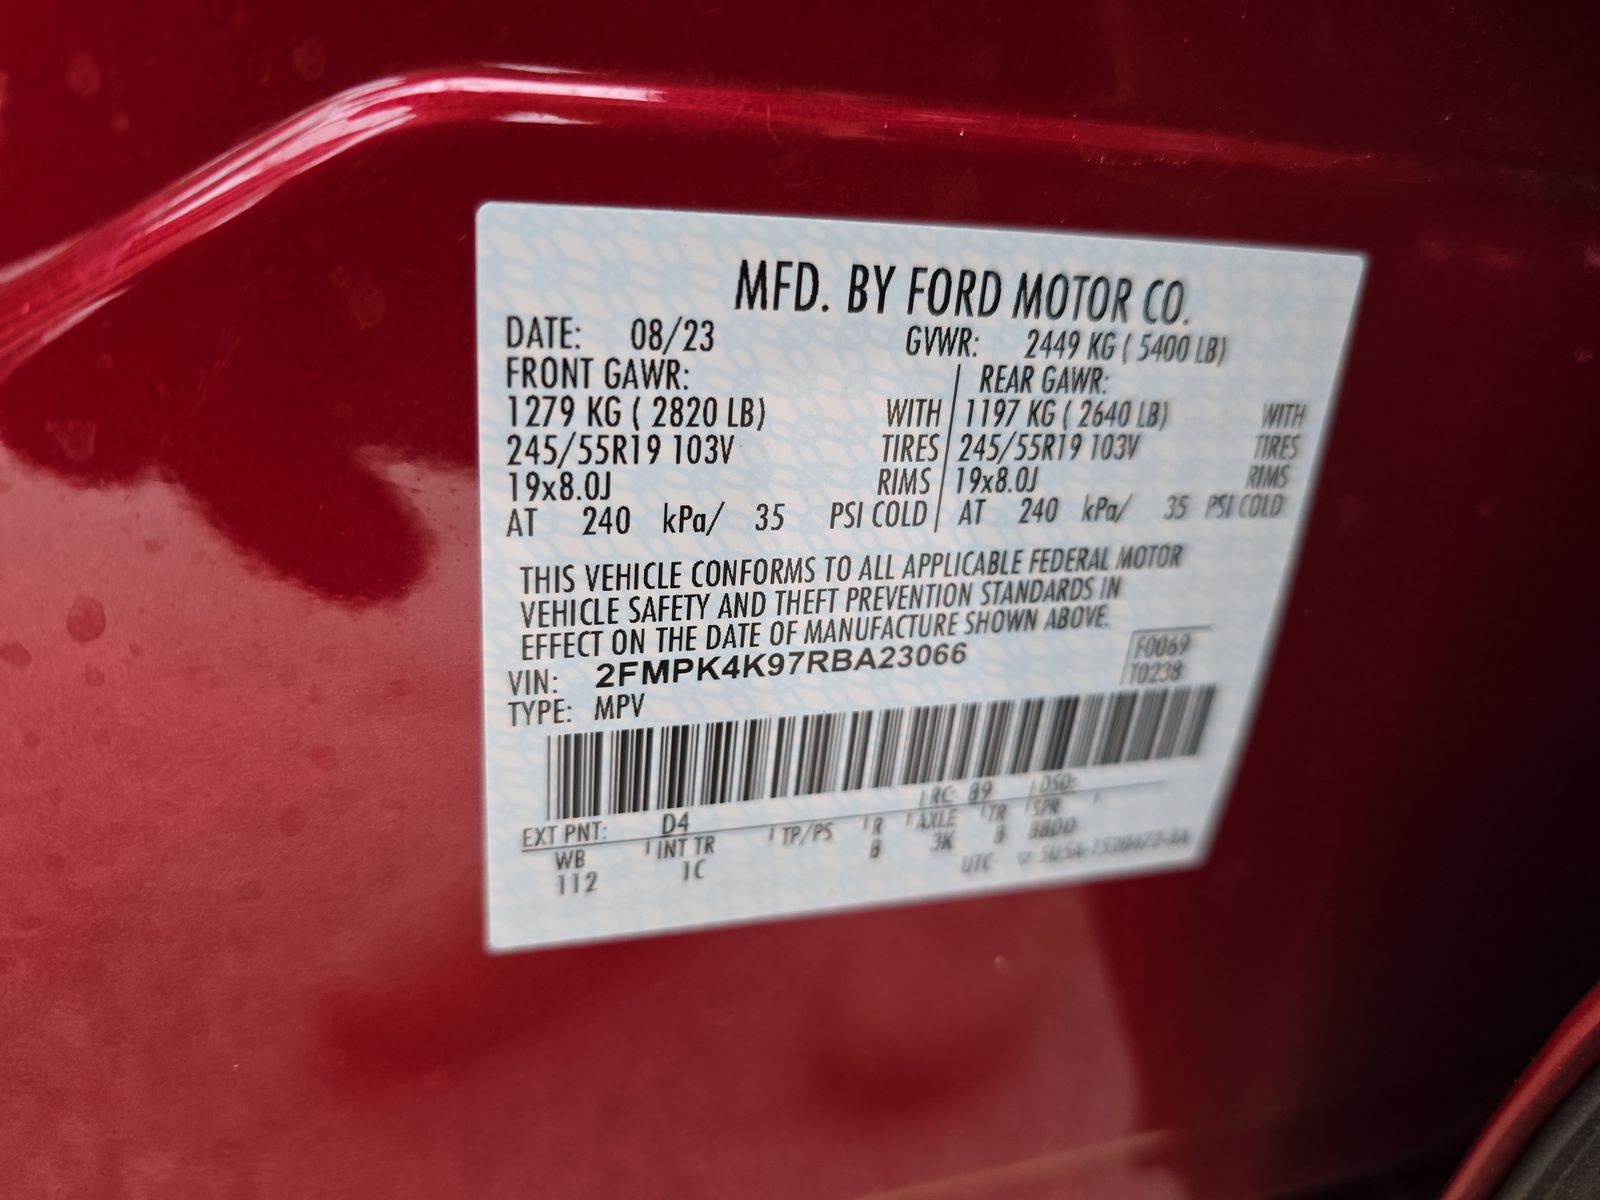 MFD. BY FORD MOTOR CO.
DATE: 08/23 GVWR: 2449 KG ( 5400 LB)
FRONT GAWR: REAR GAWR:
1279 KG ( 2820 LB) WITH 1197 KG ( 2640 LB) WITH
245/55R19 103V TIRES 245/55R19 103V TIRES
19x8.0J RIMS 19x8.0J RIMS
AT 240 kPa/ 35 PSI COLD AT 240 kPa/ 35 PSI COLD
THIS VEHICLE CONFORMS TO ALL APPLICABLE FEDERAL MOTOR
VEHICLE SAFETY AND THEFT PREVENTION STANDARDS IN
EFFECT ON THE DATE OF MANUFACTURE SHOWN ABOVE.
VIN: 2FMPK4K97RBA23066 F0069
TYPE: MPV T0238
EXT PNT: D4 RC: 89 DSO:
WB INT TR TP/PS R AXLE TR SPR
112 1C B 3K
UTC